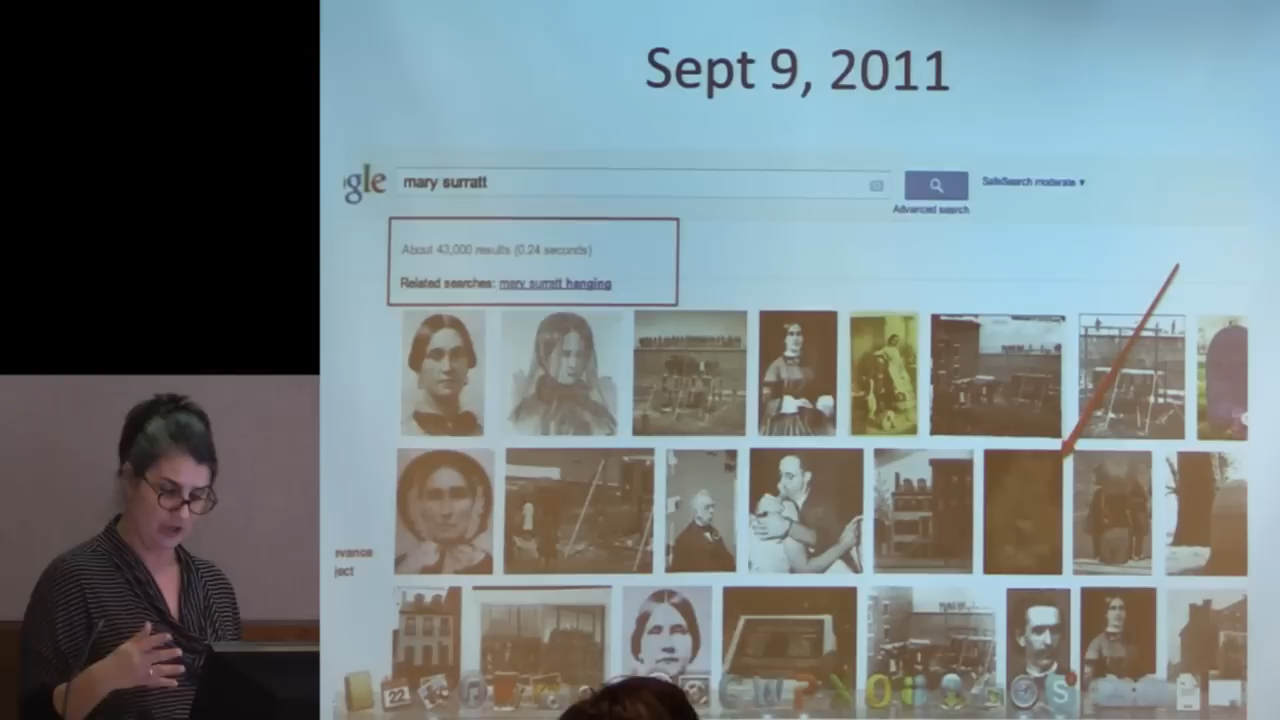 Sept 9, 2011
gle
mary surratt
SafeSearch moderate ▼
Advanced search
About 43,000 results (0.24 seconds)
Related searches: mary surratt hanging
22